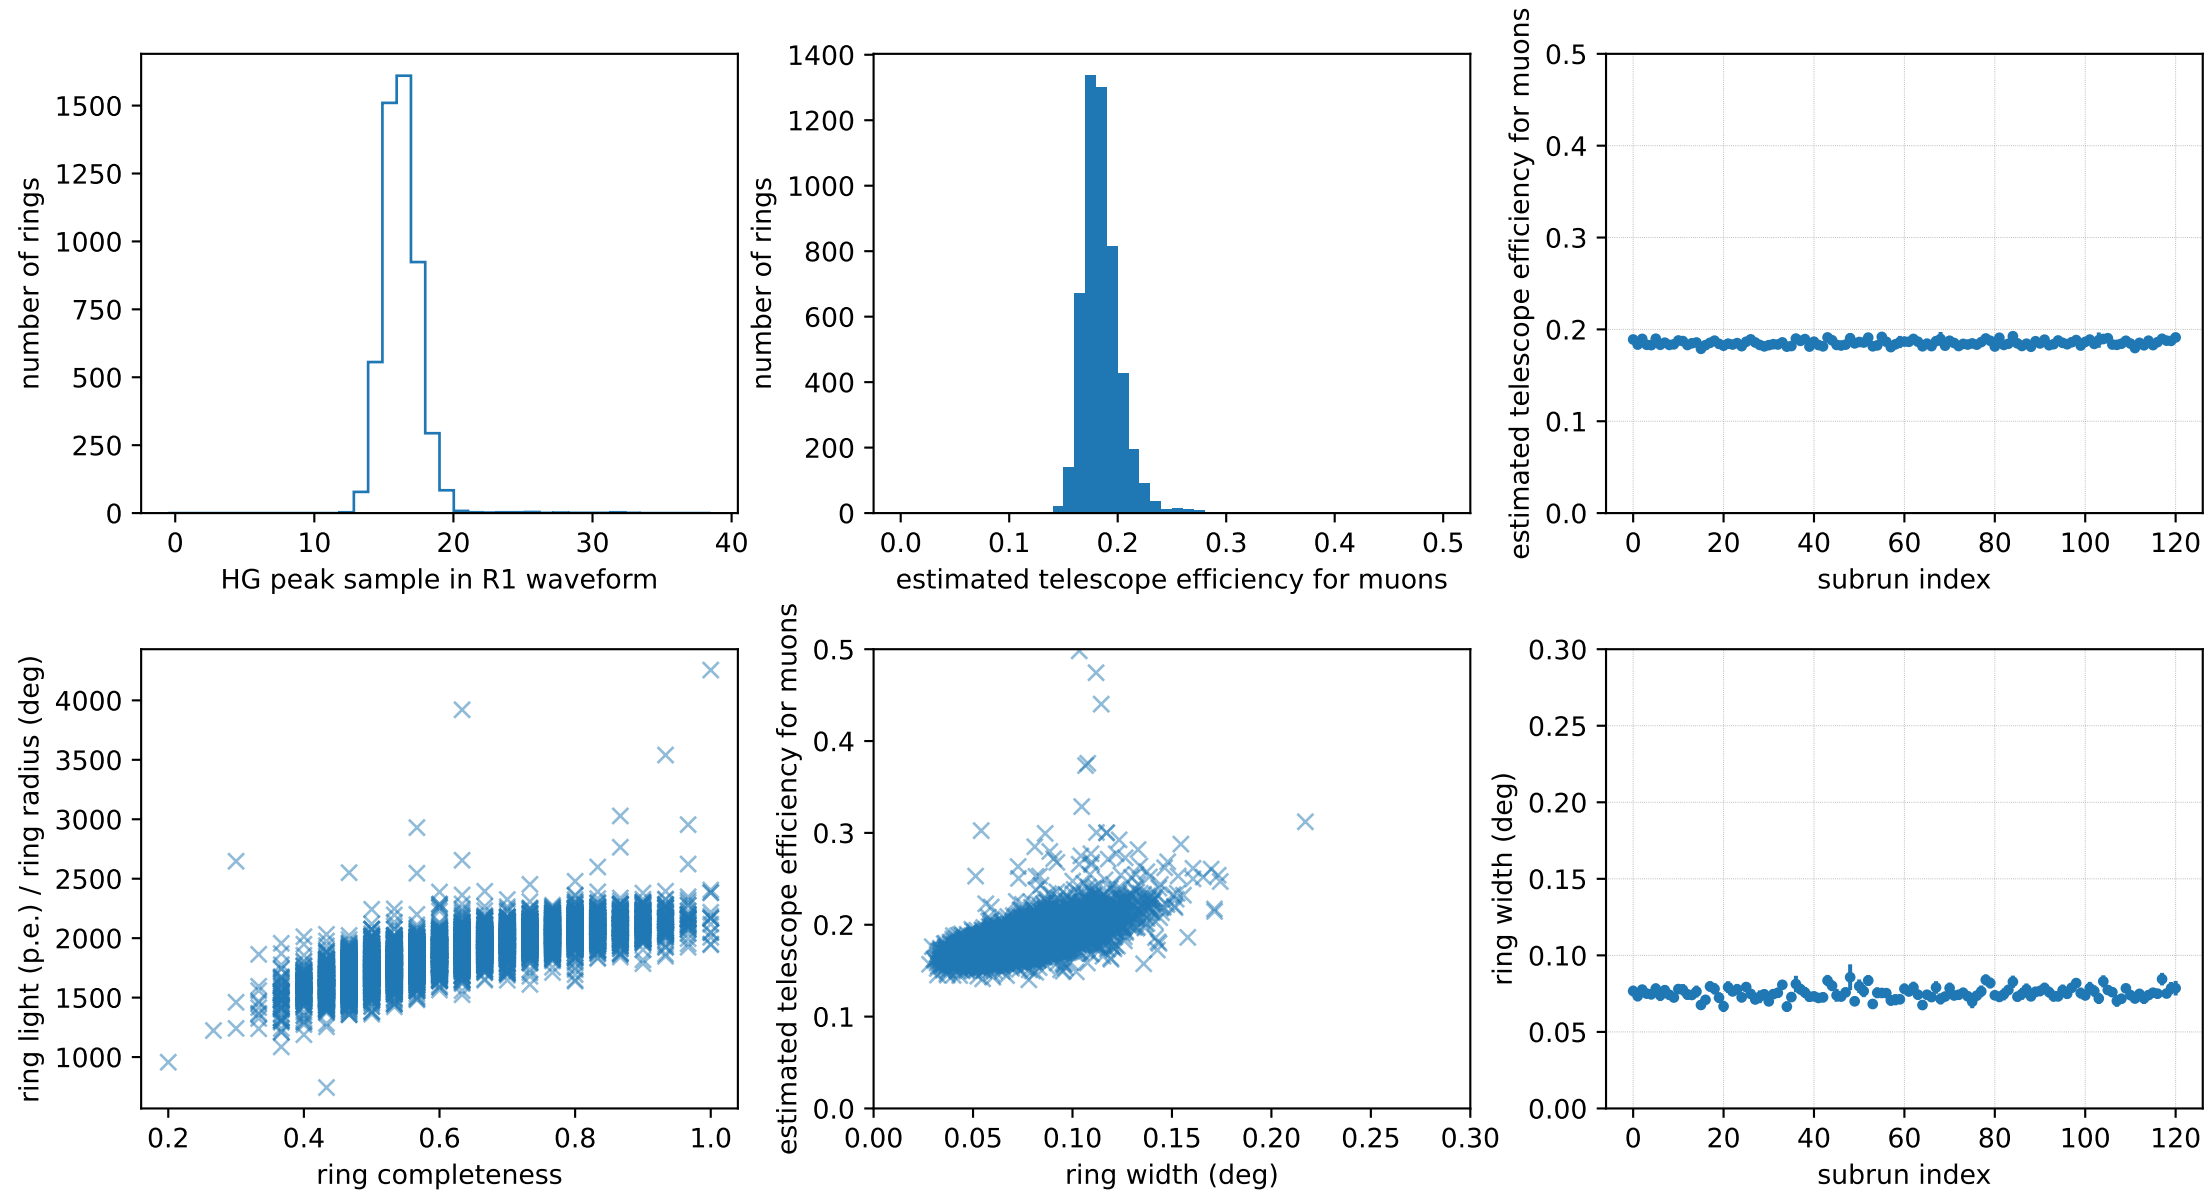 number of rings
1500
1250
1000
750
500
250
0
0 10 20 30 40
HG peak sample in R1 waveform
number of rings
1400
1200
1000
800
600
400
200
0
0.0 0.1 0.2 0.3 0.4 0.5
estimated telescope efficiency for muons
estimated telescope efficiency for muons
0.5
0.4
0.3
0.2
0.1
0.0
0 20 40 60 80 100 120
subrun index
ring light (p.e.) / ring radius (deg)
4000
3500
3000
2500
2000
1500
1000
0.2 0.4 0.6 0.8 1.0
ring completeness
estimated telescope efficiency for muons
0.5
0.4
0.3
0.2
0.1
0.0
0.00 0.05 0.10 0.15 0.20 0.25 0.30
ring width (deg)
ring width (deg)
0.30
0.25
0.20
0.15
0.10
0.05
0.00
0 20 40 60 80 100 120
subrun index